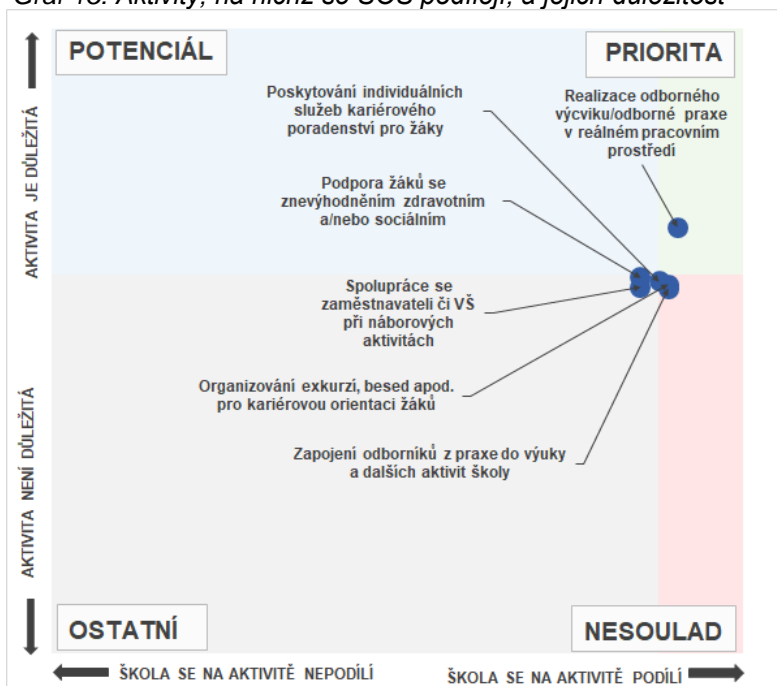 Graf 18: Aktivity, na nichž se SOŠ podílejí, a jejich důležitost
POTENCIÁL
PRIORITA
Poskytování individuálních
služeb kariérového
poradenství pro žáky
Realizace odborného
výcviku/odborné praxe
v reálném pracovním
prostředí
Podpora žáků se
znevýhodněním zdravotním
a/nebo sociálním
Spolupráce se
zaměstnavateli či VŠ
při náborových
aktivitách
Organizování exkurzí, besed apod.
pro kariérovou orientaci žáků
Zapojení odborníků z praxe do výuky
a dalších aktivit školy
AKTIVITA JE DŮLEŽITÁ
AKTIVITA NENÍ DŮLEŽITÁ
OSTATNÍ
NESOULAD
ŠKOLA SE NA AKTIVITĚ NEPODÍLÍ
ŠKOLA SE NA AKTIVITĚ PODÍLÍ